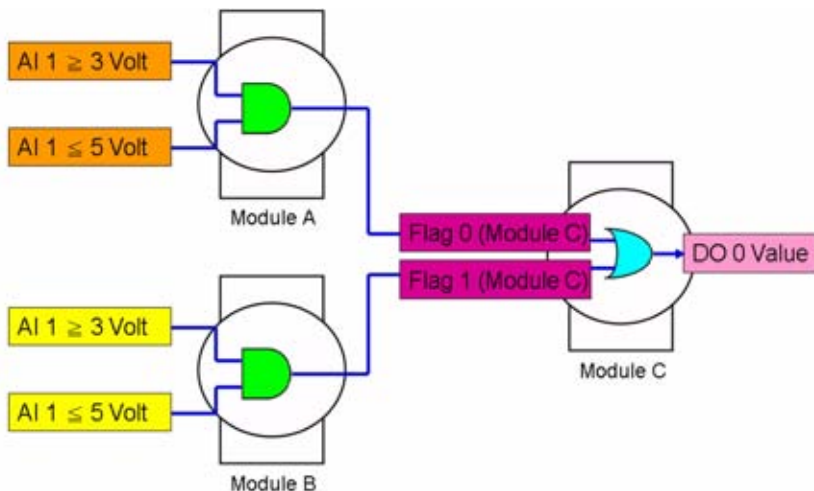 AI 1 ≧ 3 Volt
AI 1 ≦ 5 Volt
Module A
Flag 0 (Module C)
Flag 1 (Module C)
DO 0 Value
Module C
AI 1 ≧ 3 Volt
AI 1 ≦ 5 Volt
Module B